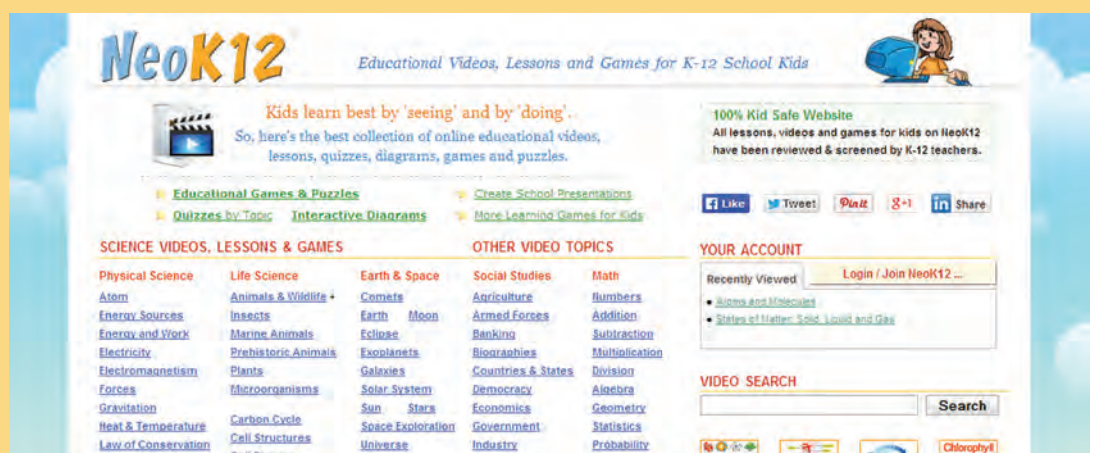 NeoK12
Educational Videos, Lessons and Games for K-12 School Kids
Kids learn best by 'seeing' and by 'doing'.
So, here's the best collection of online educational videos,
lessons, quizzes, diagrams, games and puzzles.
Educational Games & Puzzles
Create School Presentations
Quizzes by Topic Interactive Diagrams
More Learning Games for Kids
100% Kid Safe Website
All lessons, videos and games for kids on NeoK12
have been reviewed & screened by K-12 teachers.
Like Tweet Pin it 8+1 in Share
SCIENCE VIDEOS, LESSONS & GAMES
Physical Science
Atom
Energy Sources
Energy and Work
Electricity
Electromagnetism
Forces
Gravitation
Heat & Temperature
Law of Conservation
Life Science
Animals & Wildlife
Insects
Marine Animals
Prehistoric Animals
Plants
Microorganisms
Carbon Cycle
Cell Structures
Earth & Space
Comets
Earth Moon
Eclipse
Exoplanets
Galaxies
Solar System
Sun Stars
Space Exploration
Universe
OTHER VIDEO TOPICS
Social Studies
Agriculture
Armed Forces
Banking
Biographies
Countries & States
Democracy
Economics
Government
Industry
Math
Numbers
Addition
Subtraction
Multiplication
Division
Algebra
Geometry
Statistics
Probability
YOUR ACCOUNT
Recently Viewed
Login / Join NeoK12 ...
Atoms and Molecules
States of Matter: Solid, Liquid and Gas
VIDEO SEARCH
Search
Chlorophyll